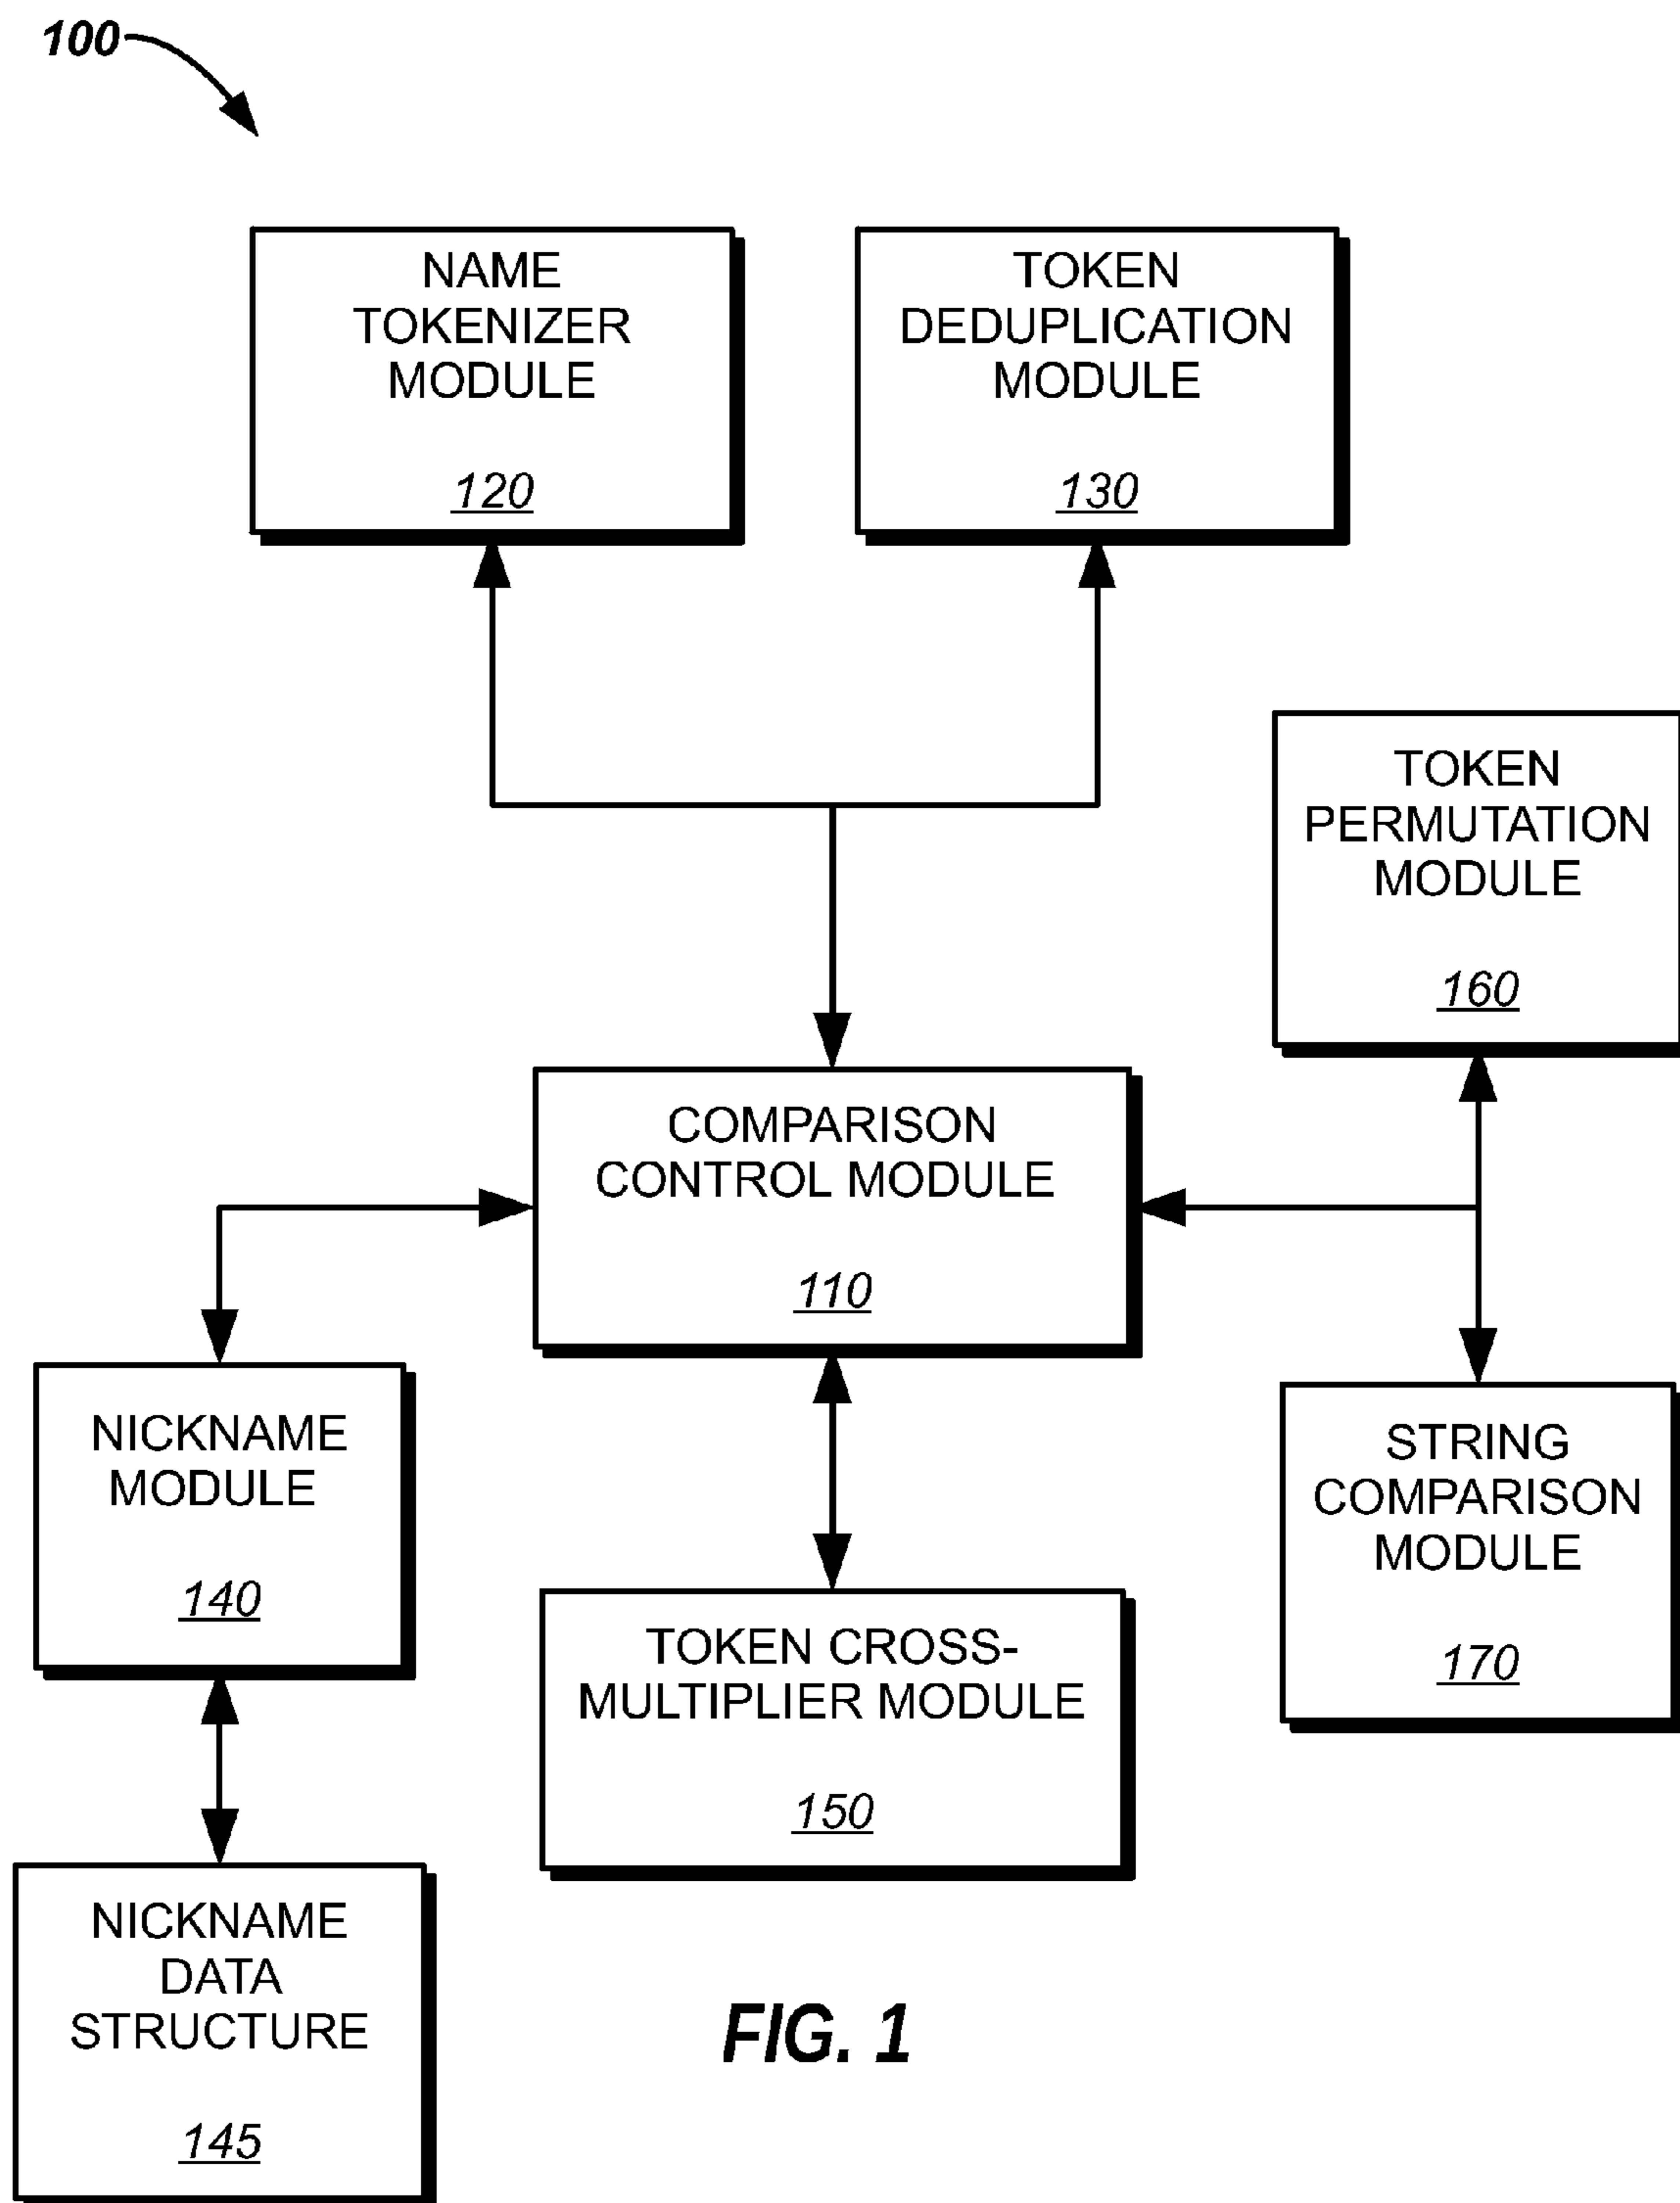 100
NAME
TOKENIZER
MODULE
120
TOKEN
DEDUPLICATION
MODULE
130
TOKEN
PERMUTATION
MODULE
160
COMPARISON
CONTROL MODULE
110
NICKNAME
MODULE
140
STRING
COMPARISON
MODULE
170
TOKEN CROSS-
MULTIPLIER MODULE
150
NICKNAME
DATA
STRUCTURE
145
FIG. 1